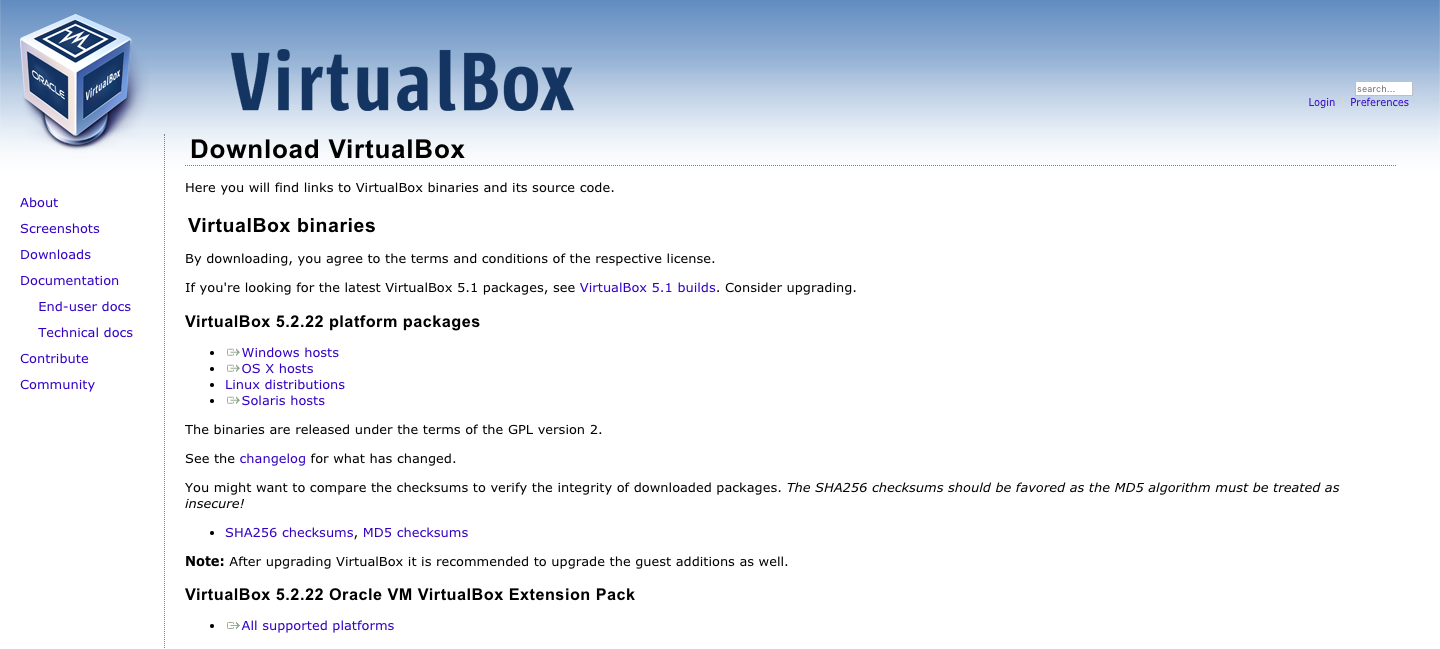 ORACLE
VirtualBox
VirtualBox
search...
Login Preferences
About
Screenshots
Downloads
Documentation
End-user docs
Technical docs
Contribute
Community
Download VirtualBox
Here you will find links to VirtualBox binaries and its source code.
VirtualBox binaries
By downloading, you agree to the terms and conditions of the respective license.
If you're looking for the latest VirtualBox 5.1 packages, see VirtualBox 5.1 builds. Consider upgrading.
VirtualBox 5.2.22 platform packages
Windows hosts
OS X hosts
Linux distributions
Solaris hosts
The binaries are released under the terms of the GPL version 2.
See the changelog for what has changed.
You might want to compare the checksums to verify the integrity of downloaded packages. The SHA256 checksums should be favored as the MD5 algorithm must be treated as
insecure!
SHA256 checksums, MD5 checksums
Note: After upgrading VirtualBox it is recommended to upgrade the guest additions as well.
VirtualBox 5.2.22 Oracle VM VirtualBox Extension Pack
All supported platforms